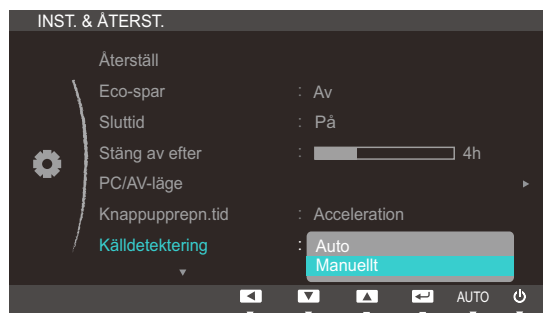 INST. & ÅTERST.
Återställ
Eco-spar : Av
Sluttid : På
Stäng av efter : 4h
PC/AV-läge
Knappupprepn.tid : Acceleration
Källdetektering : Auto
Manuellt
AUTO